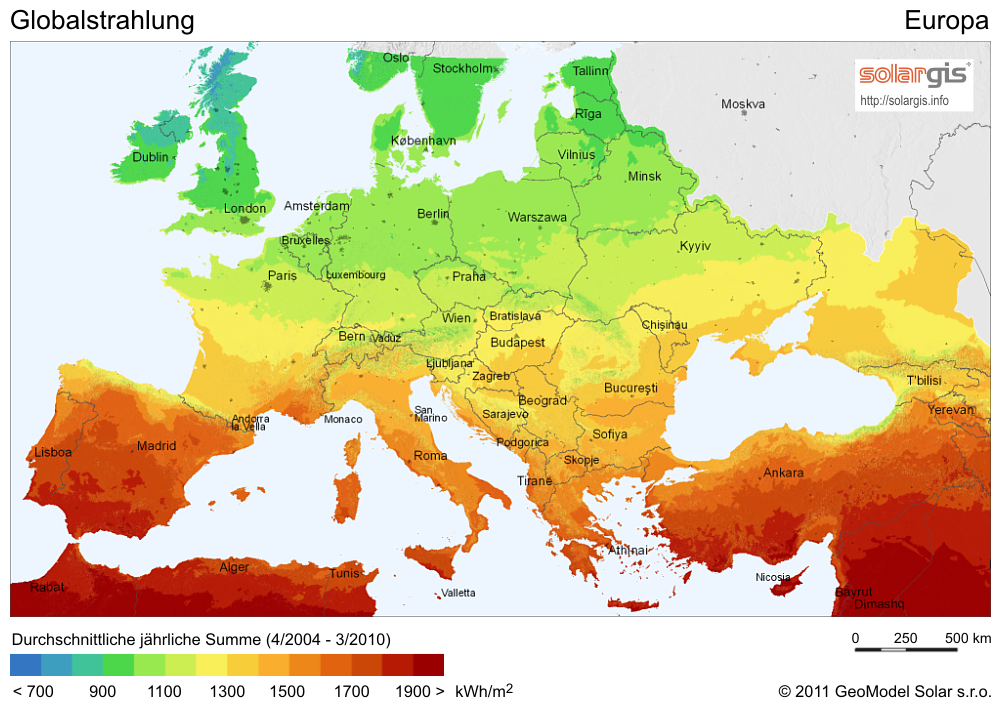 Globalstrahlung
Europa
solargis
http://solargis.info
Oslo
Stockholm
Tallinn
Moskva
Rīga
København
Dublin
Vilnius
Minsk
London
Amsterdam
Berlin
Warszawa
Bruxelles
Kyyiv
Paris
Luxembourg
Praha
Wien
Bratislava
Chişinău
Bern
Vaduz
Budapest
Ljubljana
Zagreb
T'bilisi
Bucureşti
Beograd
Andorra
la Vella
Monaco
San
Marino
Sarajevo
Yerevan
Madrid
Sofiya
Podgorica
Lisboa
Roma
Skopje
Ankara
Tiranë
Athínai
Alger
Tunis
Nicosia
Rabat
Valletta
Bayrut
Dimashq
Durchschnittliche jährliche Summe (4/2004 - 3/2010)
0 250 500 km
< 700 900 1100 1300 1500 1700 1900 > kWh/m2
© 2011 GeoModel Solar s.r.o.